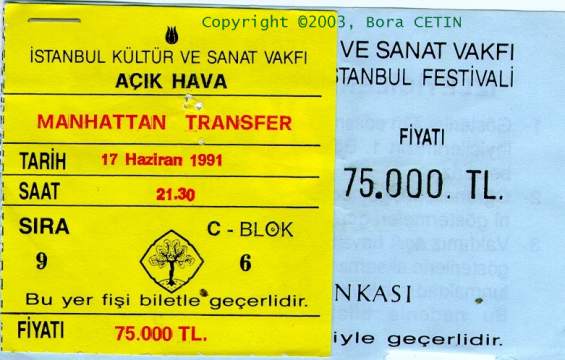 Copyright ©2003, Bora CETIN
İSTANBUL KÜLTÜR VE SANAT VAKFI
AÇIK HAVA
MANHATTAN TRANSFER
TARİH 17 Haziran 1991
SAAT 21.30
SIRA C - BLOK
9 6
Bu yer fişi biletle geçerlidir.
FİYATI 75.000 TL.
VE SANAT VAKFI
STANBUL FESTİVALİ
FİYATI
75.000. TL.
NKASI
iyle geçerlidir.